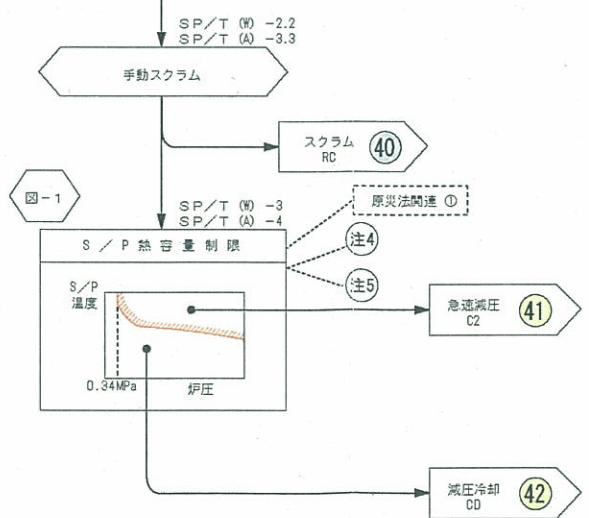 SP/T (W) -2.2
SP/T (A) -3.3
手動スクラム
スクラム
RC
40
図-1
SP/T (W) -3
SP/T (A) -4
原災法関連 ①
S/P熱容量制限
注4
注5
S/P
温度
0.34MPa
炉圧
急速減圧
C2
41
減圧冷却
CD
42